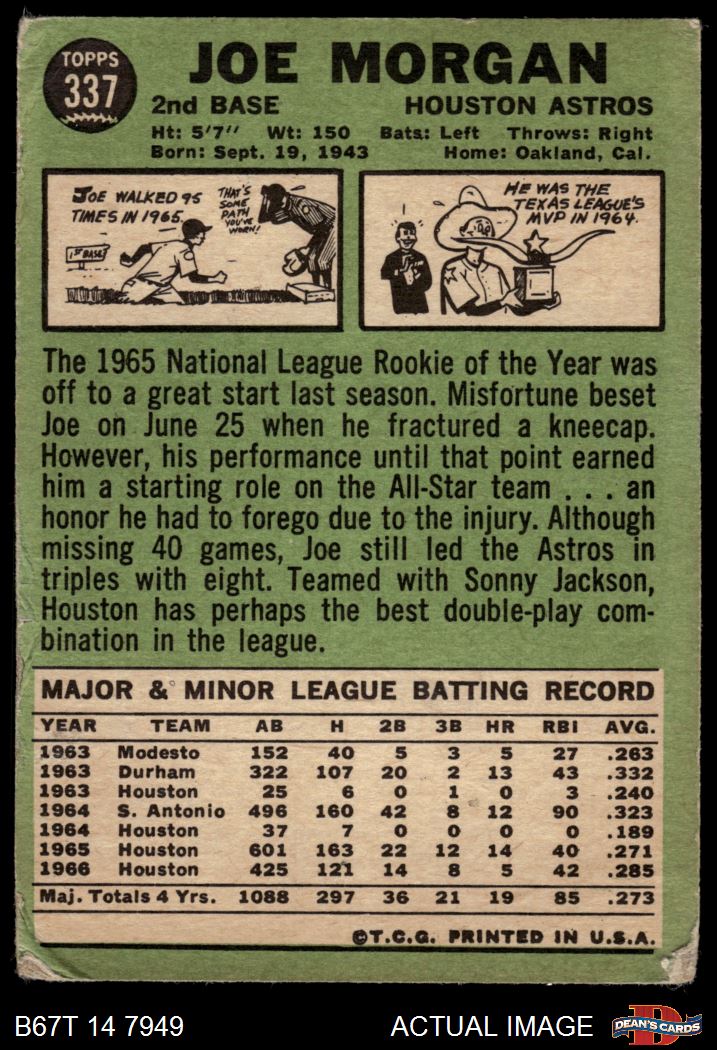 TOPPS
337
JOE MORGAN
2nd BASE HOUSTON ASTROS
Ht: 5'7" Wt: 150 Bats: Left Throws: Right
Born: Sept. 19, 1943 Home: Oakland, Cal.
JOE WALKED 95
TIMES IN 1965.
THAT'S
SOME
PATH
YOU'VE
WORN!
1ST BASE
HE WAS THE
TEXAS LEAGUE'S
MVP IN 1964.
The 1965 National League Rookie of the Year was
off to a great start last season. Misfortune beset
Joe on June 25 when he fractured a kneecap.
However, his performance until that point earned
him a starting role on the All-Star team . . . an
honor he had to forego due to the injury. Although
missing 40 games, Joe still led the Astros in
triples with eight. Teamed with Sonny Jackson,
Houston has perhaps the best double-play com-
bination in the league.
MAJOR & MINOR LEAGUE BATTING RECORD
YEAR TEAM AB H 2B 3B HR RBI AVG.
1963 Modesto 152 40 5 3 5 27 .263
1963 Durham 322 107 20 2 13 43 .332
1963 Houston 25 6 0 1 0 3 .240
1964 S. Antonio 496 160 42 8 12 90 .323
1964 Houston 37 7 0 0 0 0 .189
1965 Houston 601 163 22 12 14 40 .271
1966 Houston 425 121 14 8 5 42 .285
Maj. Totals 4 Yrs. 1088 297 36 21 19 85 .273
©T.C.G. PRINTED IN U.S.A.
B67T 14 7949 ACTUAL IMAGE
D
DEAN'S CARDS